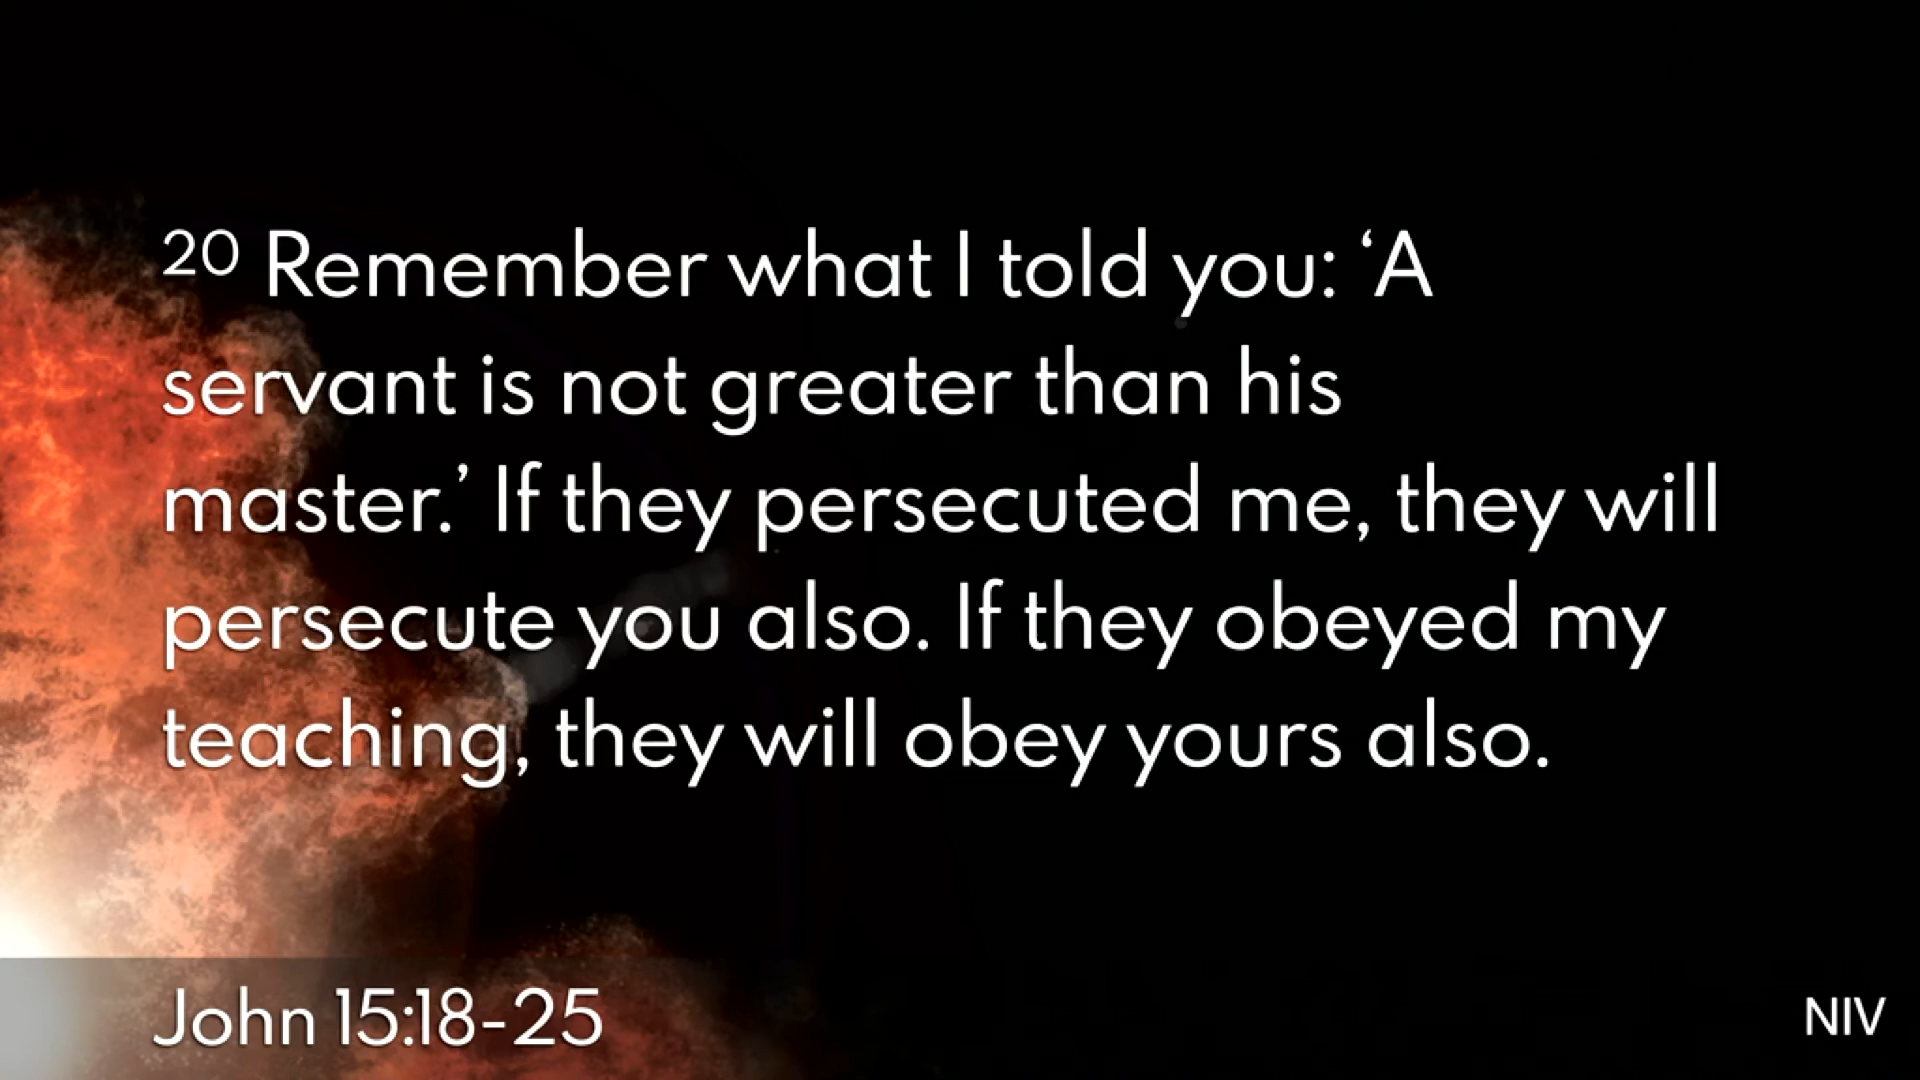 20 Remember what I told you: ‘A
servant is not greater than his
master.’ If they persecuted me, they will
persecute you also. If they obeyed my
teaching, they will obey yours also.
John 15:18-25
NIV